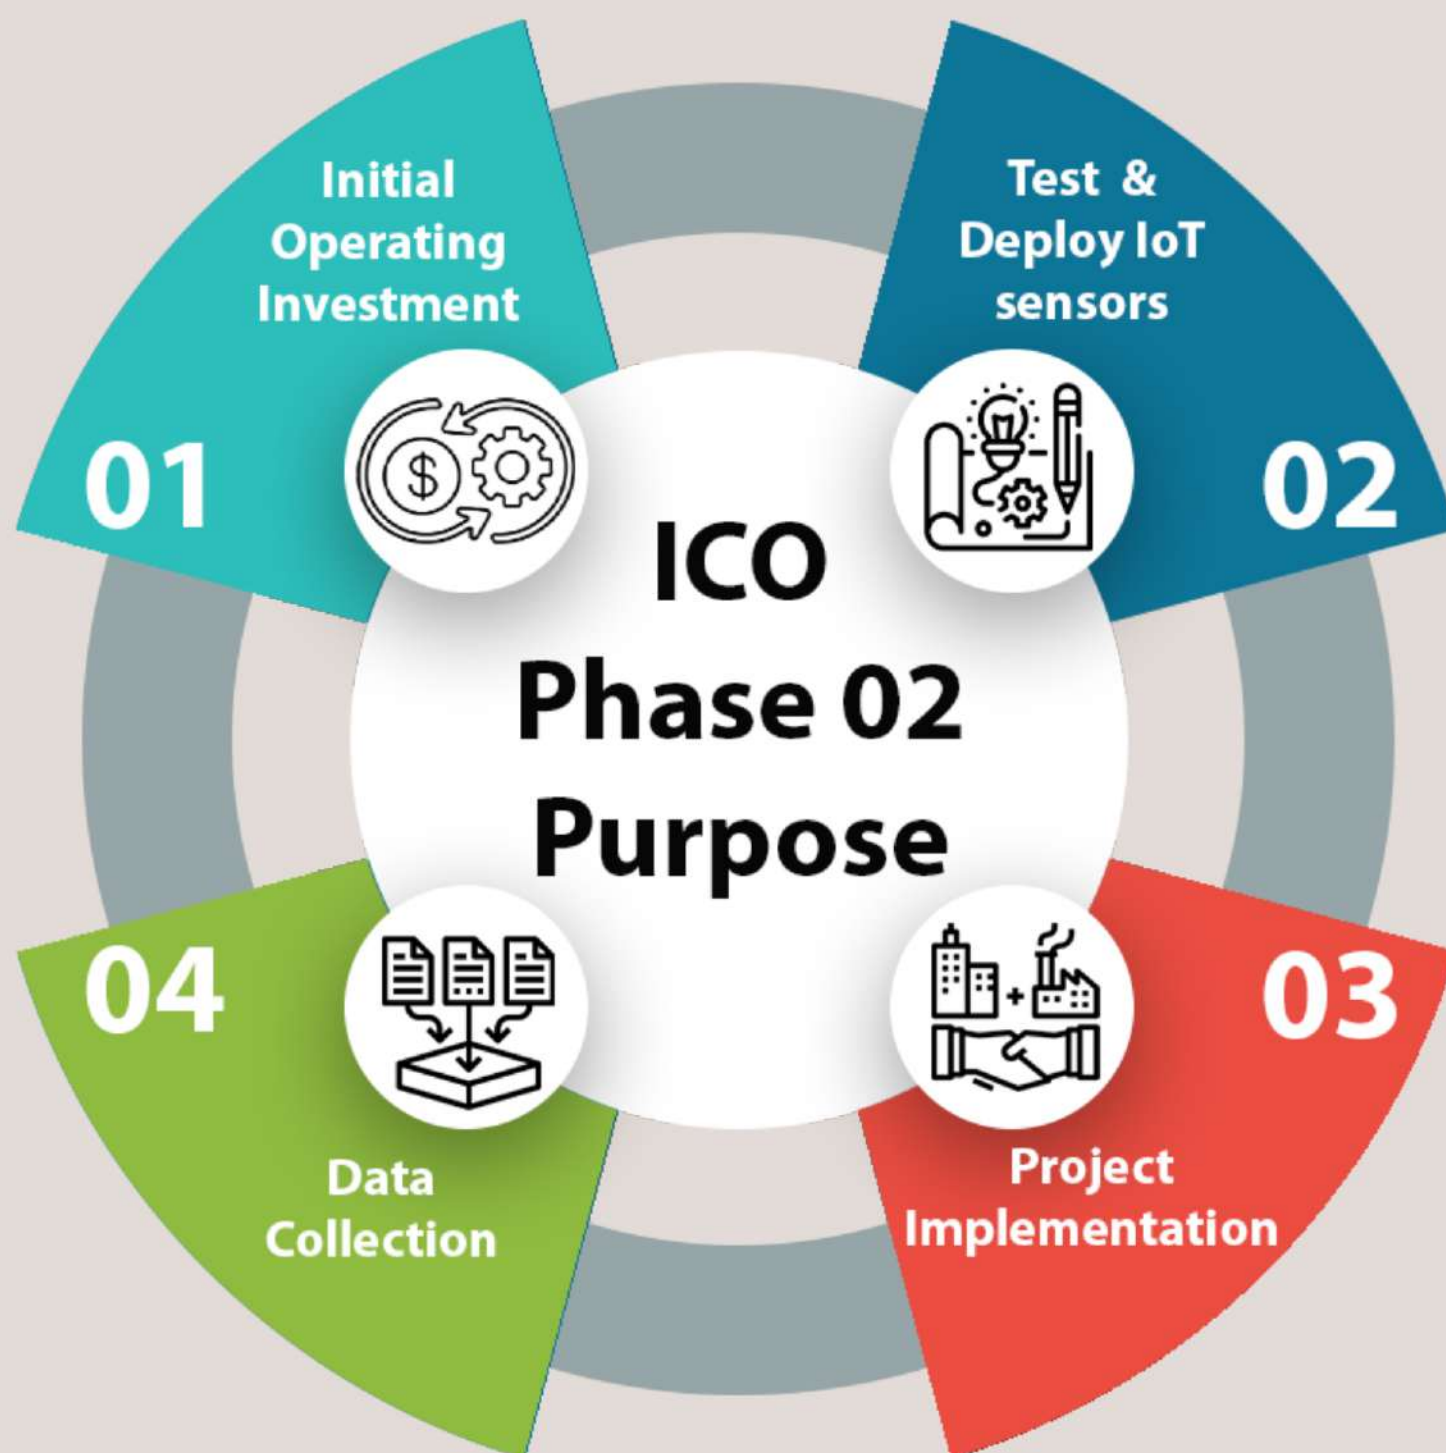 Initial
Operating
Investment
01
Test & 
Deploy IoT
sensors
02
ICO
Phase 02
Purpose
03
Project
Implementation
04
Data
Collection